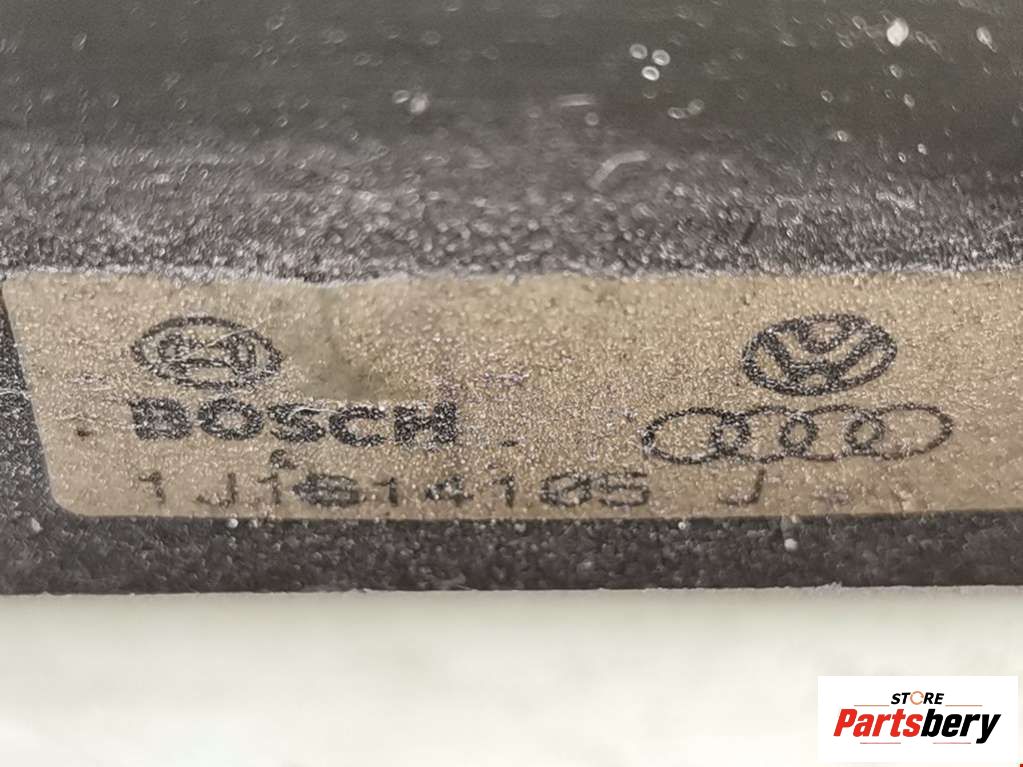 BOSCH
1J1614105 J
STORE
Partsbery